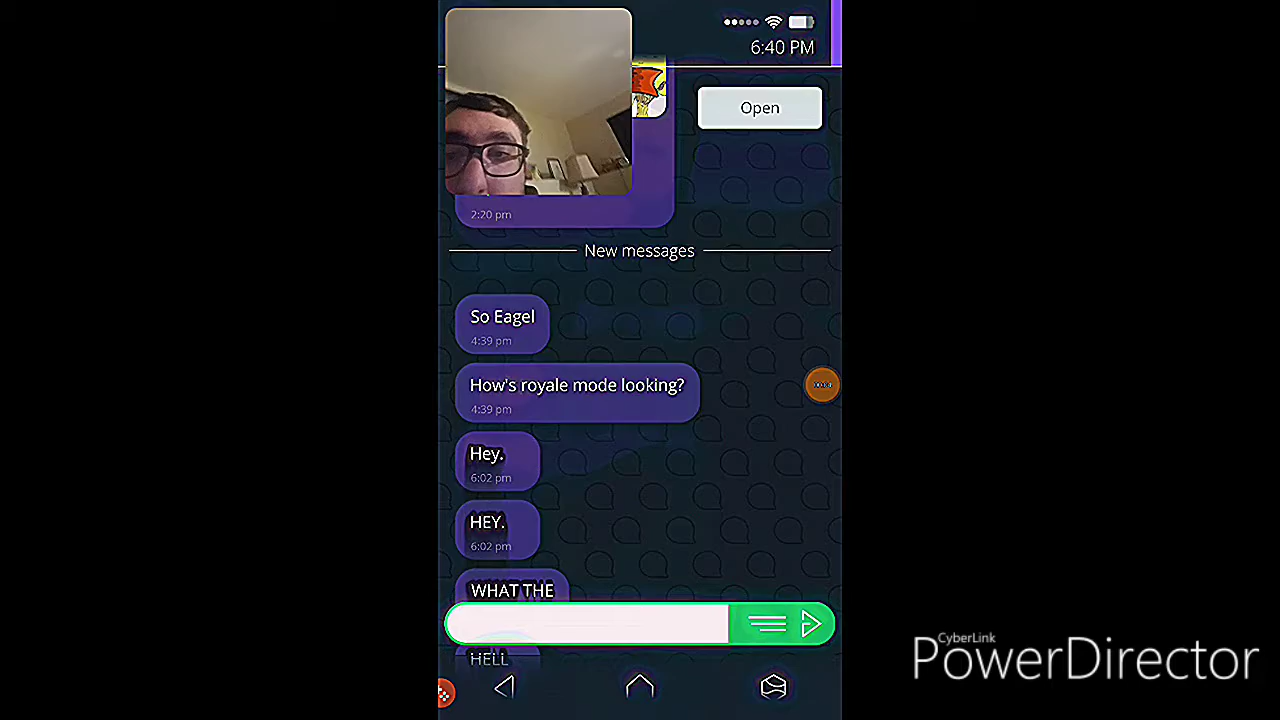 6:40 PM
Open
2:20 pm
New messages
So Eagel
4:39 pm
How's royale mode looking?
4:39 pm
Hey.
6:02 pm
HEY.
6:02 pm
WHAT THE
HELL
CyberLink
PowerDirector